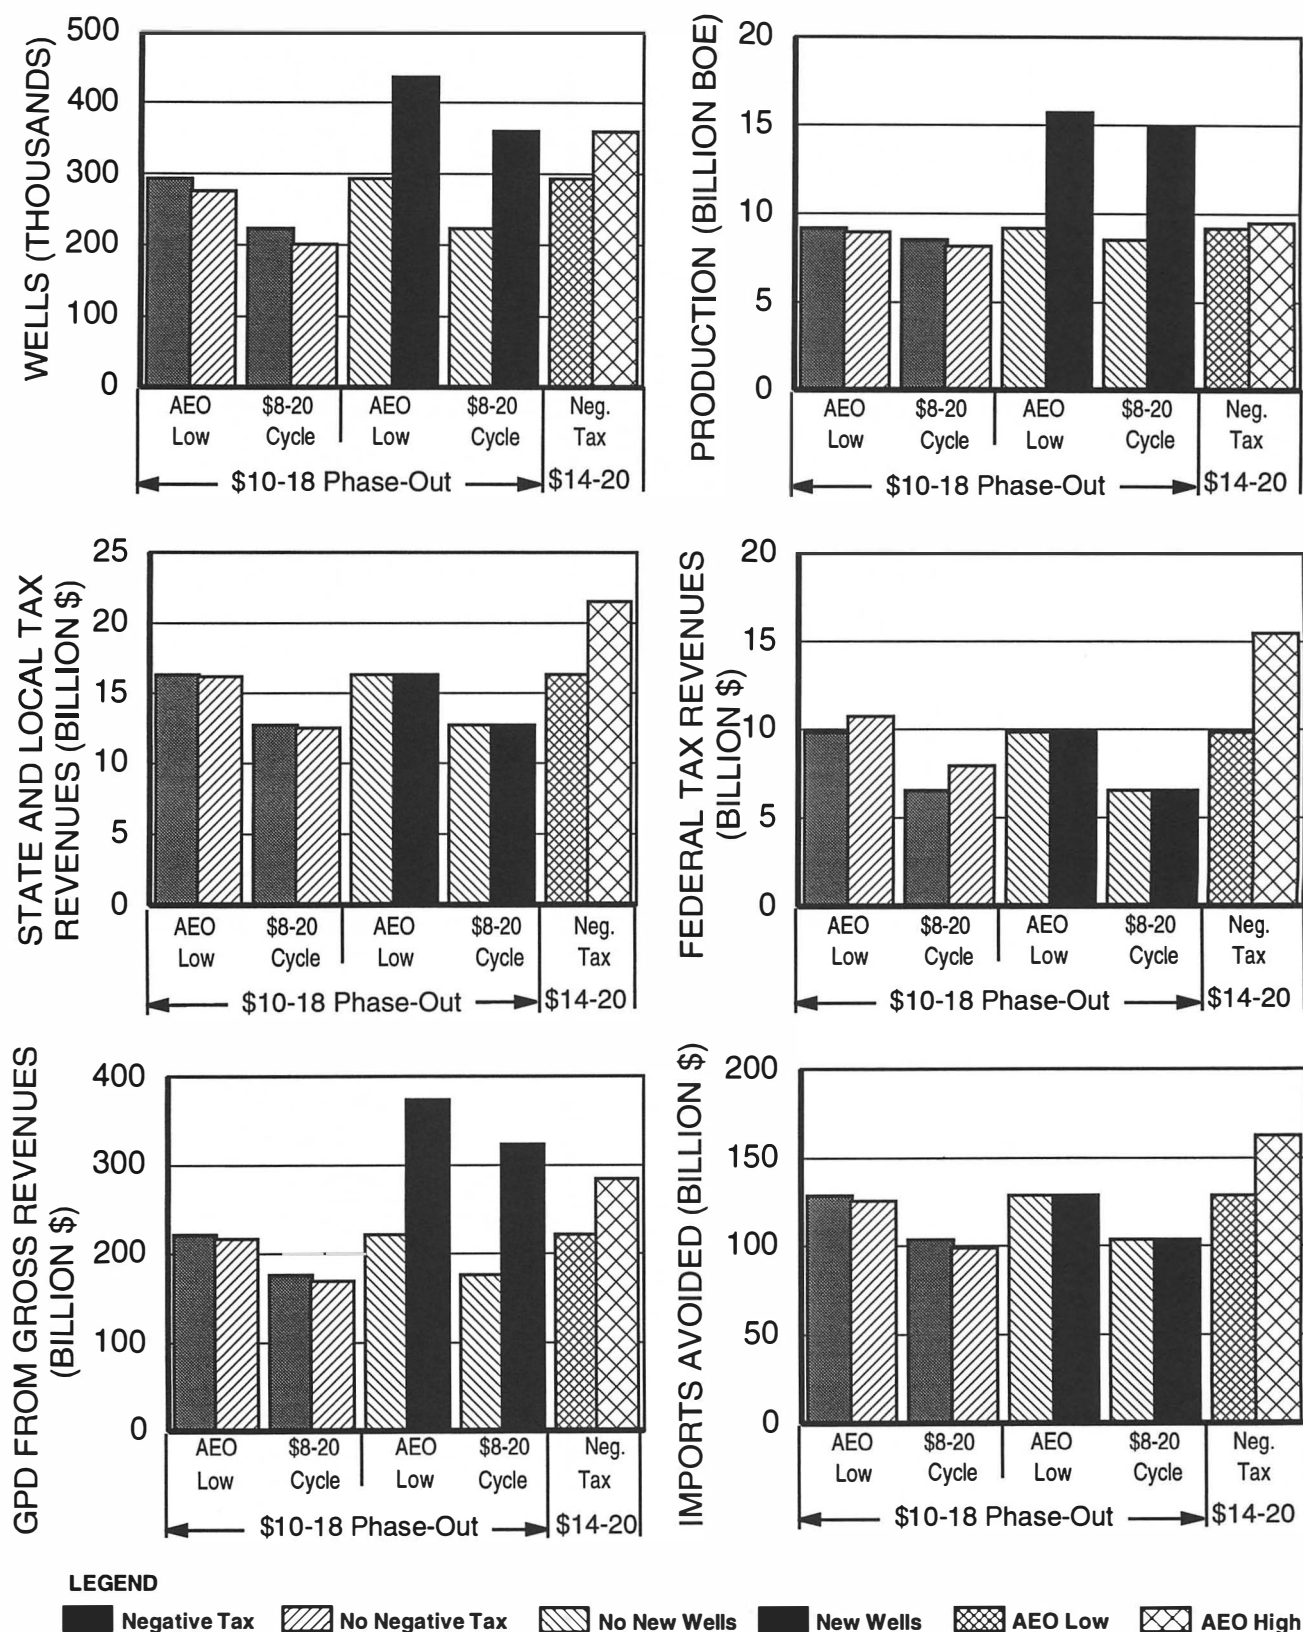 WELLS (THOUSANDS)
500
400
300
200
100
0
AEO Low
$8-20 Cycle
AEO Low
$8-20 Cycle
Neg. Tax
$10-18 Phase-Out
$14-20
PRODUCTION (BILLION BOE)
20
15
10
5
0
AEO Low
$8-20 Cycle
AEO Low
$8-20 Cycle
Neg. Tax
$10-18 Phase-Out
$14-20
STATE AND LOCAL TAX
REVENUES (BILLION $)
25
20
15
10
5
0
AEO Low
$8-20 Cycle
AEO Low
$8-20 Cycle
Neg. Tax
$10-18 Phase-Out
$14-20
FEDERAL TAX REVENUES
(BILLION $)
20
15
10
5
0
AEO Low
$8-20 Cycle
AEO Low
$8-20 Cycle
Neg. Tax
$10-18 Phase-Out
$14-20
GPD FROM GROSS REVENUES
(BILLION $)
400
300
200
100
0
AEO Low
$8-20 Cycle
AEO Low
$8-20 Cycle
Neg. Tax
$10-18 Phase-Out
$14-20
IMPORTS AVOIDED (BILLION $)
200
150
100
50
0
AEO Low
$8-20 Cycle
AEO Low
$8-20 Cycle
Neg. Tax
$10-18 Phase-Out
$14-20
LEGEND
Negative Tax
No Negative Tax
No New Wells
New Wells
AEO Low
AEO High